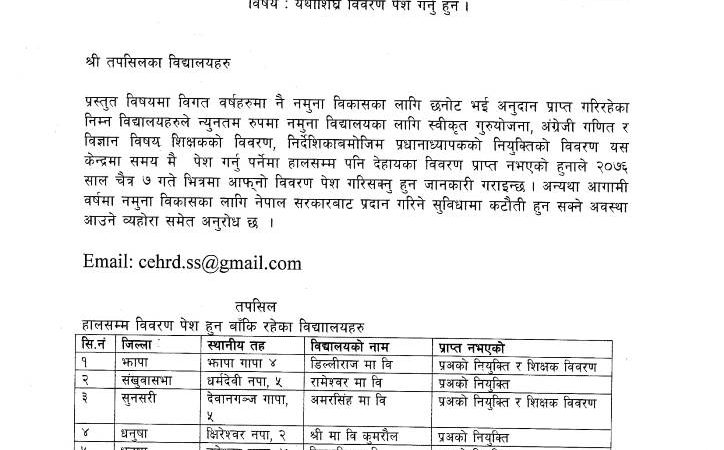 विषय : यथाशिघ्र विवरण पेश गर्नु हुन ।
श्री तपसिलका विद्यालयहरु
प्रस्तुत विषयमा विगत वर्षहरुमा नै नमुना विकासका लागि छनोट भई अनुदान प्राप्त गरिरहेका
निम्न विद्यालयहरुले न्युनतम रुपमा नमुना विद्यालयका लागि स्वीकृत गुरुयोजना, अंग्रेजी गणित र
विज्ञान विषय शिक्षकको विवरण, निर्देशिकाबमोजिम प्रधानाध्यापकको नियुक्तिको विवरण यस
केन्द्रमा समय मै पेश गर्नु पर्नेमा हालसम्म पनि देहायका विवरण प्राप्त नभएको हुनाले २०७६
साल चैत्र ७ गते भित्रमा आफ्नो विवरण पेश गरिसक्नु हुन जानकारी गराइन्छ । अन्यथा आगामी
वर्षमा नमुना विकासका लागि नेपाल सरकारबाट प्रदान गरिने सुविधामा कटौती हुन सक्ने अवस्था
आउने व्यहोरा समेत अनुरोध छ ।
Email: cehrd.ss@gmail.com
तपसिल
हालसम्म विवरण पेश हुन बाँकि रहेका विद्याालयहरु
सि.नं जिल्ला स्थानीय तह विद्यालयको नाम प्राप्त नभएको
१ झापा झापा गापा ४ डिल्लीराज मा वि प्रअको नियुक्ति र शिक्षक विवरण
२ संखुवासभा धर्मदेवी नपा, ५ रामेश्वर मा वि प्रअको नियुक्ति
३ सुनसरी देवानगञ्ज गापा, ५ अमरसिंह मा वि प्रअको नियुक्ति र शिक्षक विवरण
४ धनुषा क्षिरेश्वर नपा, २ श्री मा वि कुमरौल प्रअको नियुक्ति